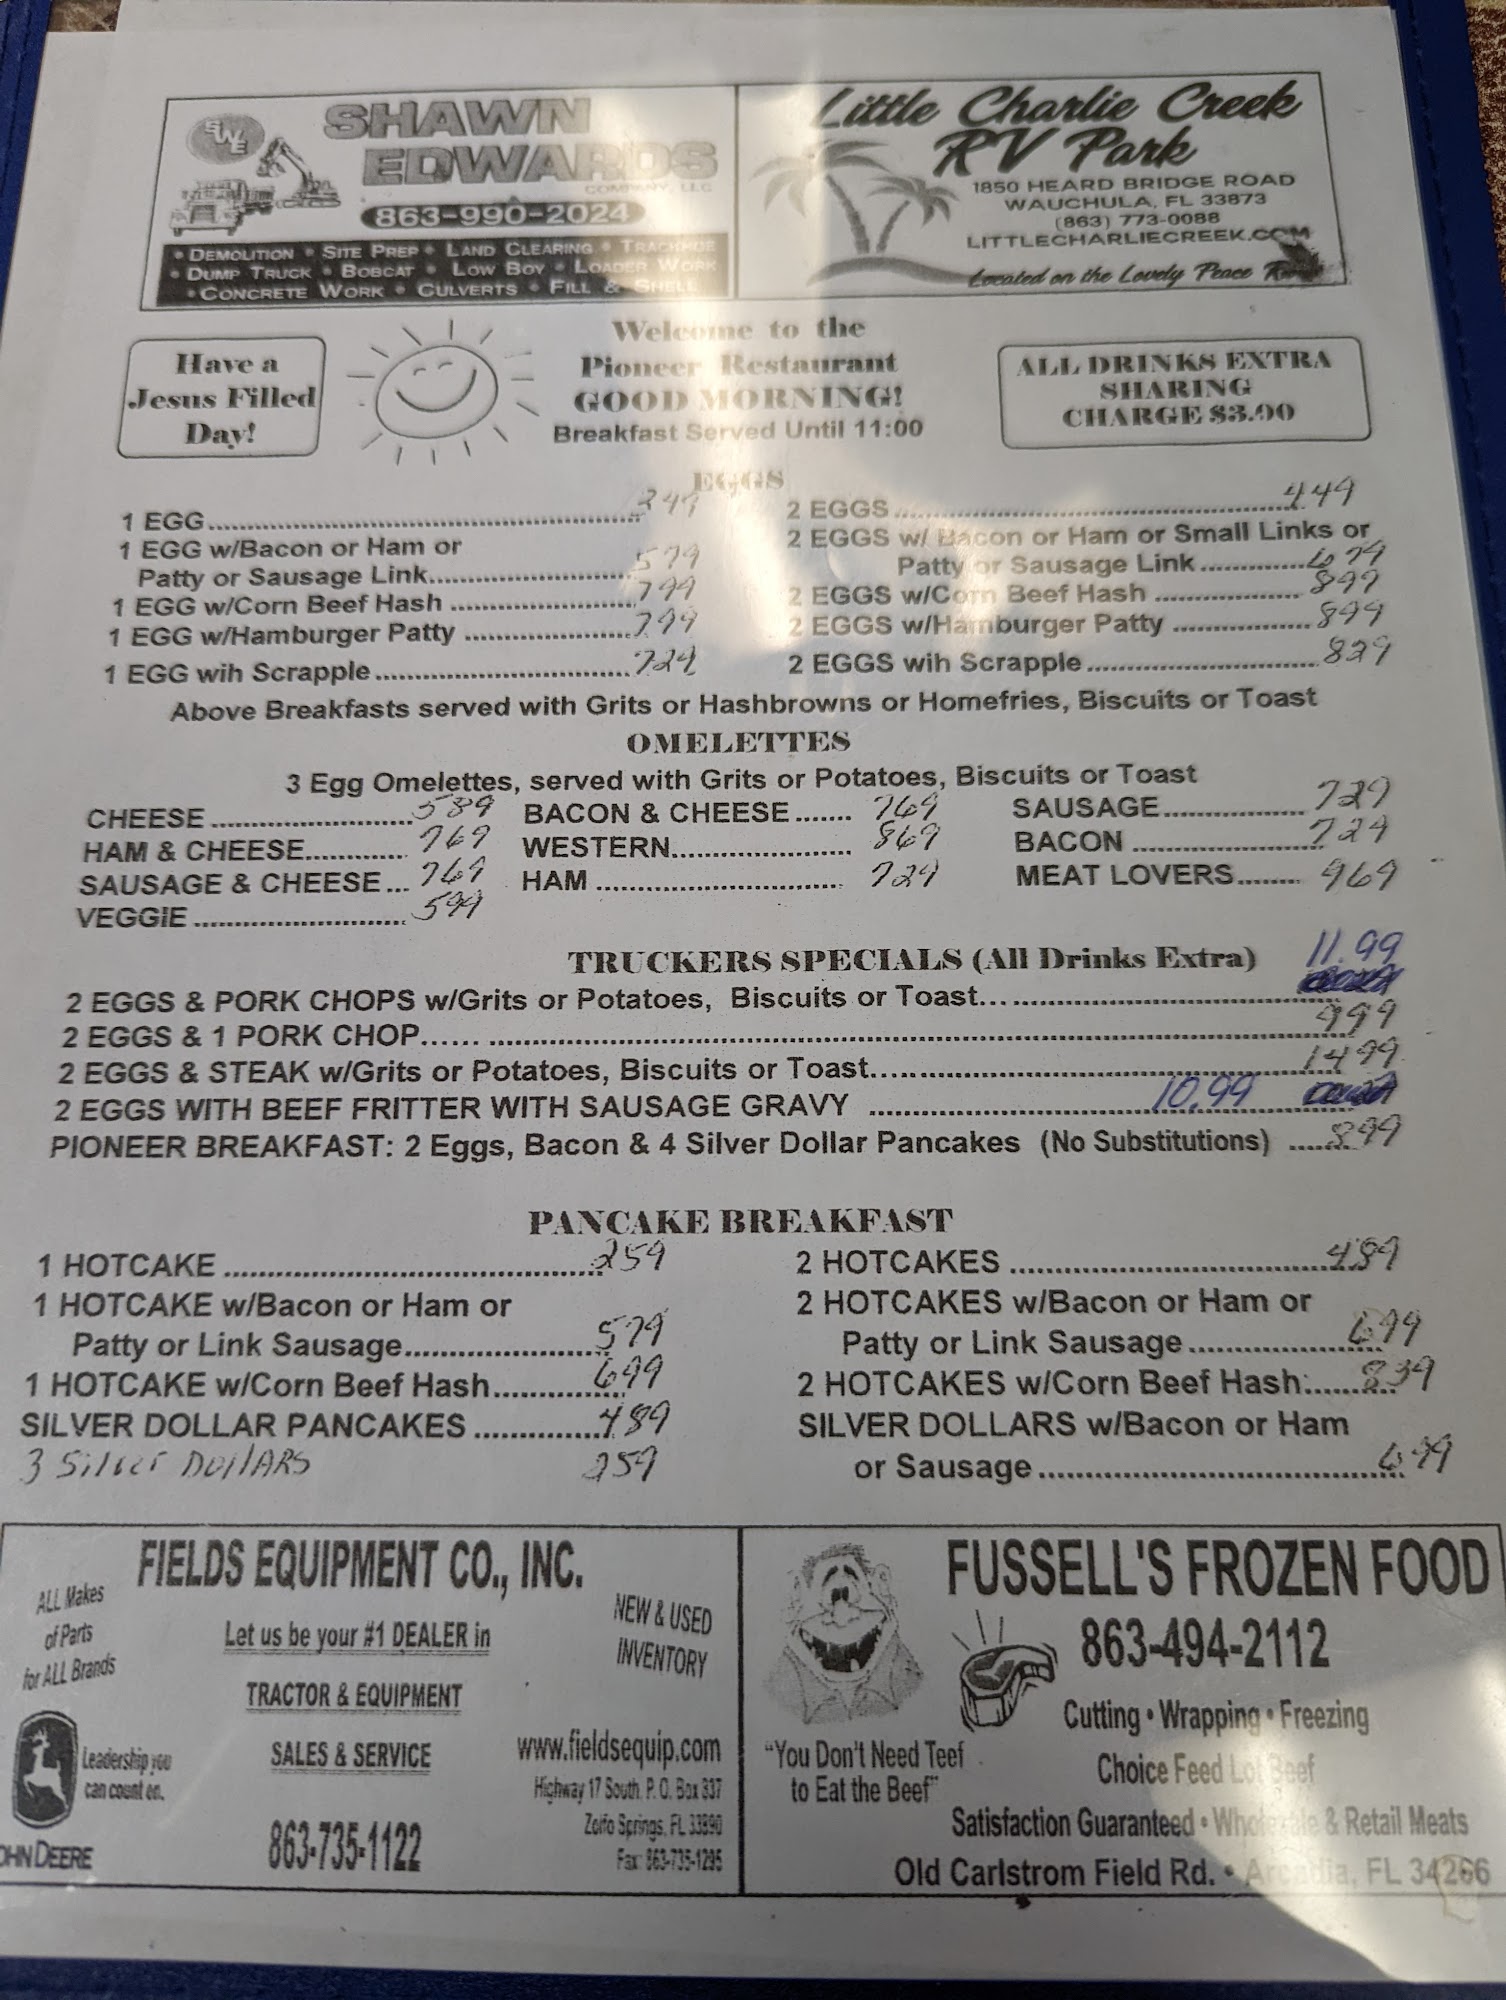 SWE
SHAWN
EDWARDS
COMPANY, LLC
863-990-2024
• DEMOLITION • SITE PREP • LAND CLEARING • TRACKHOE
• DUMP TRUCK • BOBCAT • LOW BOY • LOADER WORK
• CONCRETE WORK • CULVERTS • FILL & SHELL
Little Charlie Creek
RV Park
1850 HEARD BRIDGE ROAD
WAUCHULA, FL 33873
(863) 773-0088
LITTLECHARLIECREEK.COM
Located on the Lovely Peace
Have a
Jesus Filled
Day!
Welcome to the
Pioneer Restaurant
GOOD MORNING!
Breakfast Served Until 11:00
ALL DRINKS EXTRA
SHARING
CHARGE $3.00
EGGS
1 EGG 349
1 EGG w/Bacon or Ham or
Patty or Sausage Link 579
1 EGG w/Corn Beef Hash 799
1 EGG w/Hamburger Patty 799
1 EGG wih Scrapple 729
2 EGGS 449
2 EGGS w/ Bacon or Ham or Small Links or
Patty or Sausage Link 679
2 EGGS w/Corn Beef Hash 899
2 EGGS w/Hamburger Patty 899
2 EGGS wih Scrapple 829
Above Breakfasts served with Grits or Hashbrowns or Homefries, Biscuits or Toast
OMELETTES
3 Egg Omelettes, served with Grits or Potatoes, Biscuits or Toast
CHEESE 589
HAM & CHEESE 769
SAUSAGE & CHEESE 769
VEGGIE 599
BACON & CHEESE 769
WESTERN 869
HAM 729
SAUSAGE 729
BACON 729
MEAT LOVERS 969
TRUCKERS SPECIALS (All Drinks Extra)
2 EGGS & PORK CHOPS w/Grits or Potatoes, Biscuits or Toast 11.99
2 EGGS & 1 PORK CHOP 999
2 EGGS & STEAK w/Grits or Potatoes, Biscuits or Toast 1499
2 EGGS WITH BEEF FRITTER WITH SAUSAGE GRAVY 10.99
PIONEER BREAKFAST: 2 Eggs, Bacon & 4 Silver Dollar Pancakes (No Substitutions) 899
PANCAKE BREAKFAST
1 HOTCAKE 259
1 HOTCAKE w/Bacon or Ham or
Patty or Link Sausage 579
1 HOTCAKE w/Corn Beef Hash 699
SILVER DOLLAR PANCAKES 489
3 Silver DollARS 259
2 HOTCAKES 489
2 HOTCAKES w/Bacon or Ham or
Patty or Link Sausage 699
2 HOTCAKES w/Corn Beef Hash: 839
SILVER DOLLARS w/Bacon or Ham
or Sausage 699
FIELDS EQUIPMENT CO., INC.
ALL Makes
of Parts
for ALL Brands
Let us be your #1 DEALER in
TRACTOR & EQUIPMENT
SALES & SERVICE
863-735-1122
NEW & USED
INVENTORY
Leadership you
can count on.
OHN DEERE
www.fieldsequip.com
Highway 17 South, P. O. Box 337
Zolfo Springs, FL 33890
Fax: 863-735-1295
FUSSELL'S FROZEN FOOD
863-494-2112
Cutting • Wrapping • Freezing
Choice Feed Lot Beef
"You Don't Need Teef
to Eat the Beef"
Satisfaction Guaranteed • Wholesale & Retail Meats
Old Carlstrom Field Rd. • Arcadia, FL 34266